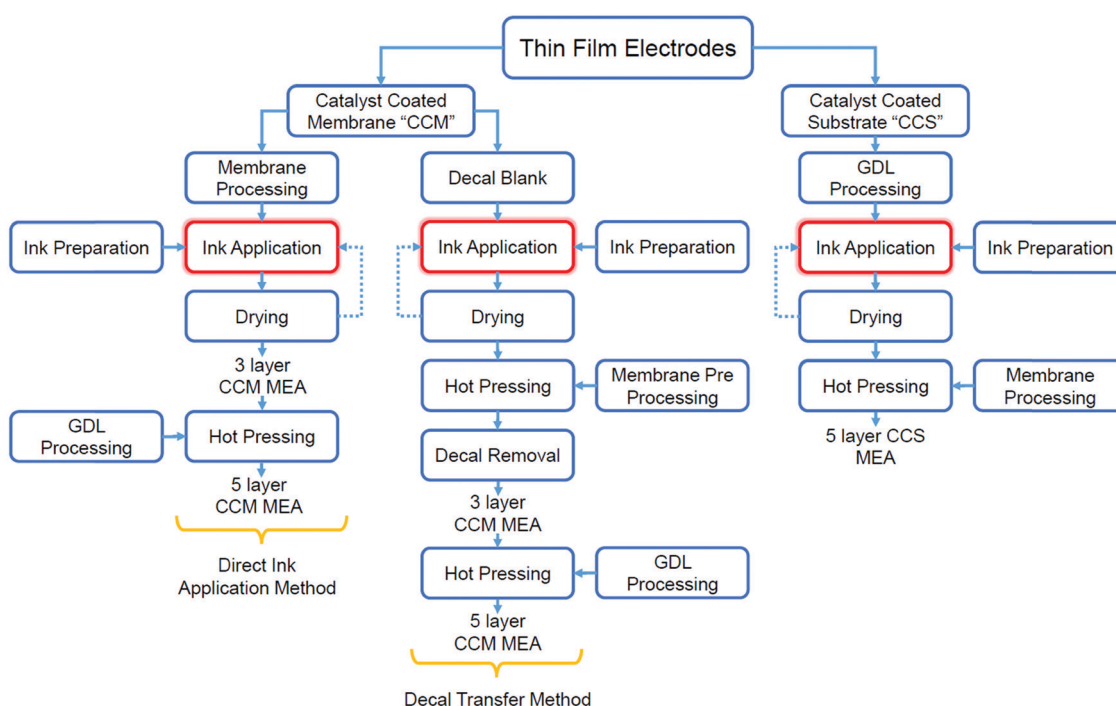 Thin Film Electrodes
Catalyst Coated
Membrane “CCM”
Catalyst Coated
Substrate “CCS”
Membrane
Processing
Decal Blank
GDL
Processing
Ink Preparation
Ink Application
Ink Application
Ink Preparation
Ink Application
Ink Preparation
Drying
Drying
Drying
3 layer
CCM MEA
Hot Pressing
Membrane Pre
Processing
Hot Pressing
Membrane
Processing
GDL
Processing
Hot Pressing
Decal Removal
5 layer CCS
MEA
5 layer
CCM MEA
3 layer
CCM MEA
Direct Ink
Application Method
Hot Pressing
GDL
Processing
5 layer
CCM MEA
Decal Transfer Method